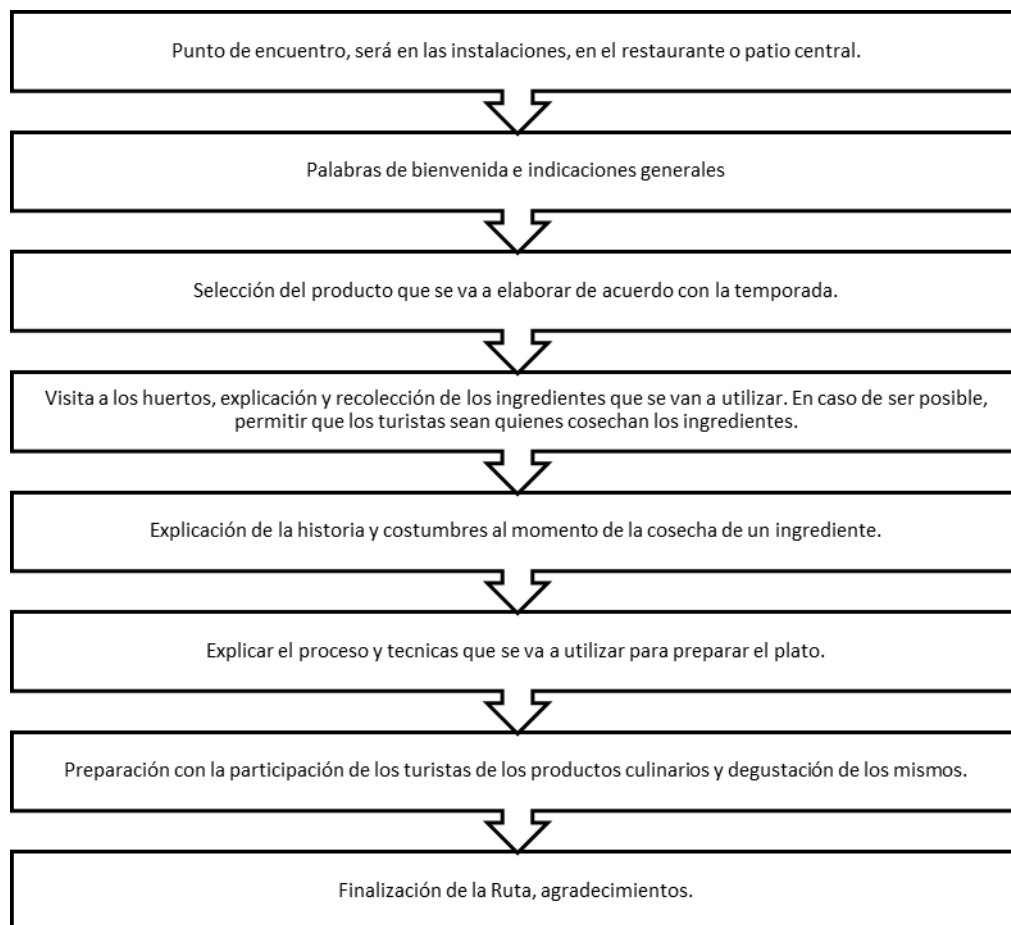 Punto de encuentro, será en las instalaciones, en el restaurante o patio central.
Palabras de bienvenida e indicaciones generales
Selección del producto que se va a elaborar de acuerdo con la temporada.
Visita a los huertos, explicación y recolección de los ingredientes que se van a utilizar. En caso de ser posible,
permitir que los turistas sean quienes cosechan los ingredientes.
Explicación de la historia y costumbres al momento de la cosecha de un ingrediente.
Explicar el proceso y tecnicas que se va a utilizar para preparar el plato.
Preparación con la participación de los turistas de los productos culinarios y degustación de los mismos.
Finalización de la Ruta, agradecimientos.